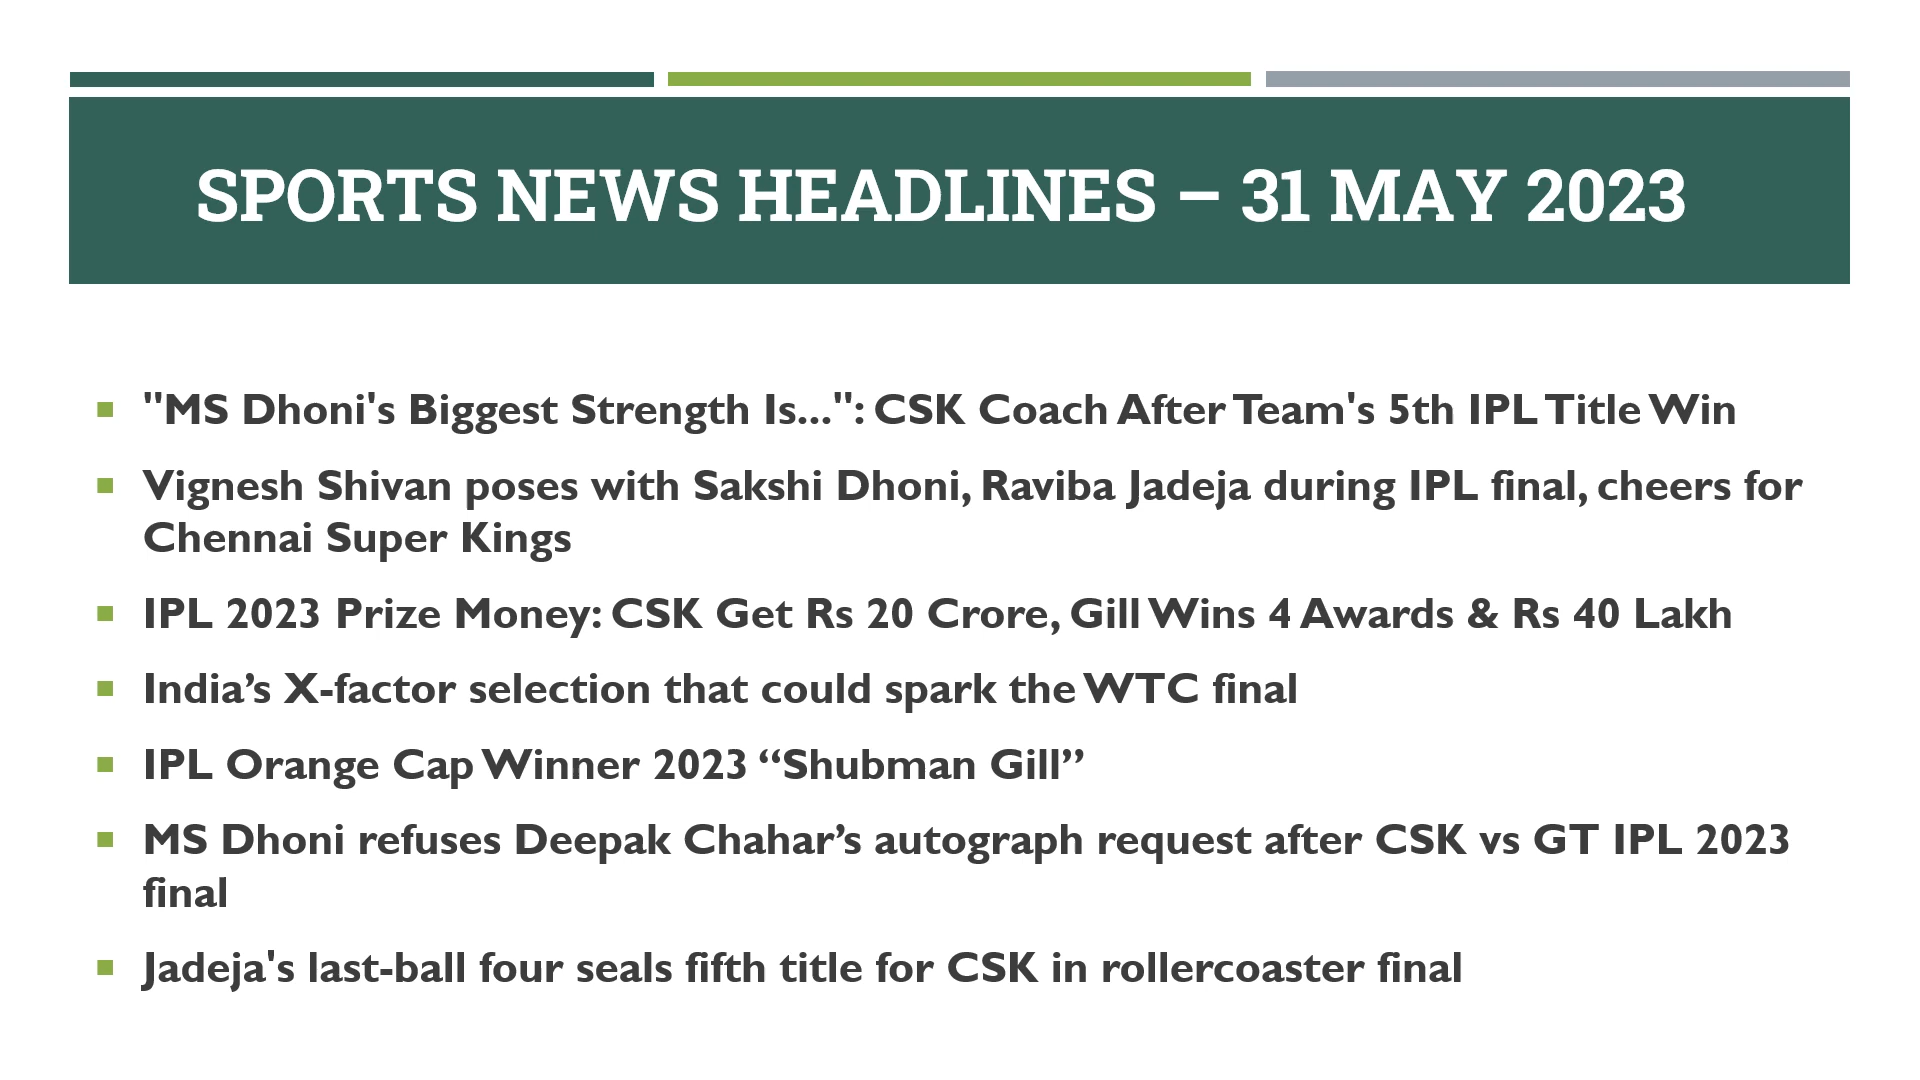 SPORTS NEWS HEADLINES – 31 MAY 2023
"MS Dhoni's Biggest Strength Is...": CSK Coach After Team's 5th IPL Title Win
Vignesh Shivan poses with Sakshi Dhoni, Raviba Jadeja during IPL final, cheers for
Chennai Super Kings
IPL 2023 Prize Money: CSK Get Rs 20 Crore, Gill Wins 4 Awards & Rs 40 Lakh
India’s X-factor selection that could spark the WTC final
IPL Orange Cap Winner 2023 “Shubman Gill”
MS Dhoni refuses Deepak Chahar’s autograph request after CSK vs GT IPL 2023
final
Jadeja's last-ball four seals fifth title for CSK in rollercoaster final